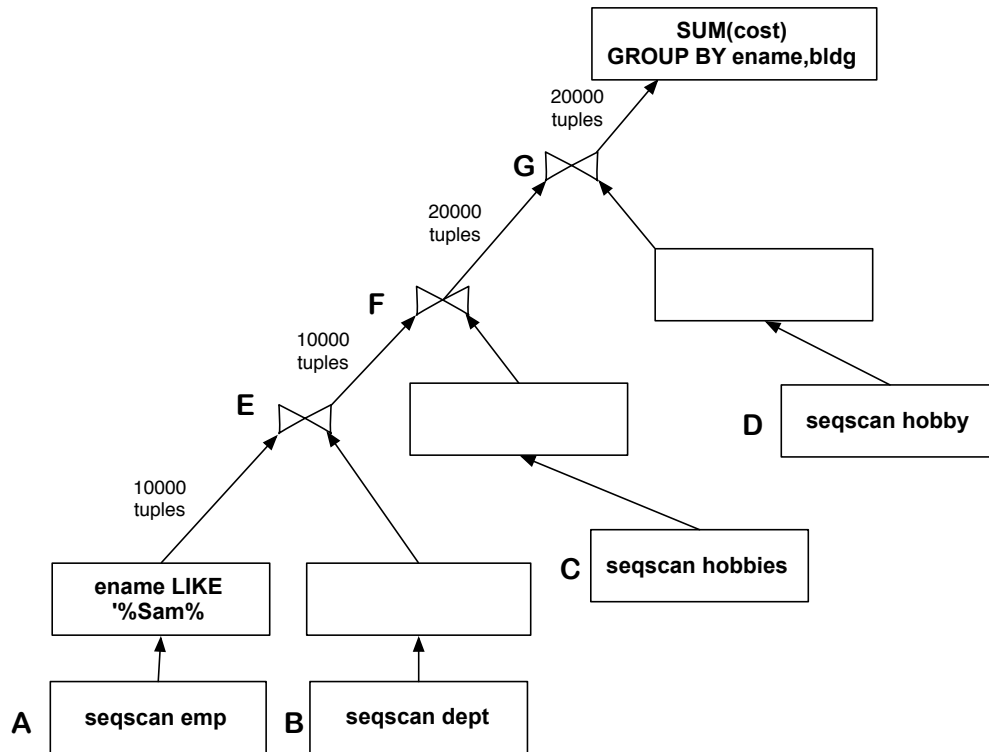 SUM(cost)
GROUP BY ename,bldg
20000
tuples
G
20000
tuples
F
10000
tuples
E
D
seqscan hobby
10000
tuples
C
seqscan hobbies
ename LIKE
'%Sam%
A
seqscan emp
B
seqscan dept